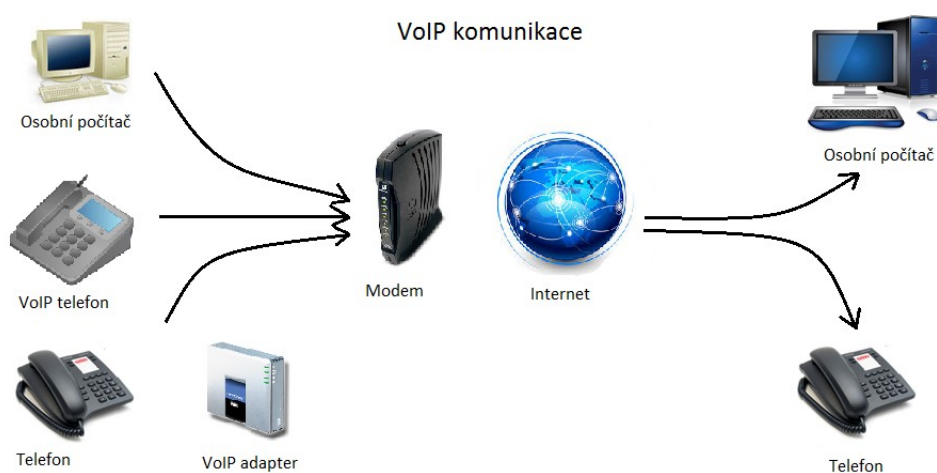 VoIP komunikace
Osobní počítač
Osobní počítač
VoIP telefon
Modem
Internet
Telefon
VoIP adapter
Telefon